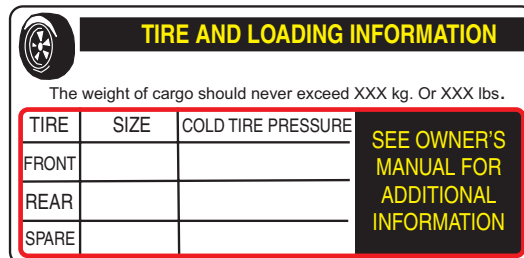 TIRE AND LOADING INFORMATION
The weight of cargo should never exceed XXX kg. Or XXX lbs.
TIRE SIZE COLD TIRE PRESSURE
FRONT
REAR
SPARE
SEE OWNER'S
MANUAL FOR
ADDITIONAL
INFORMATION